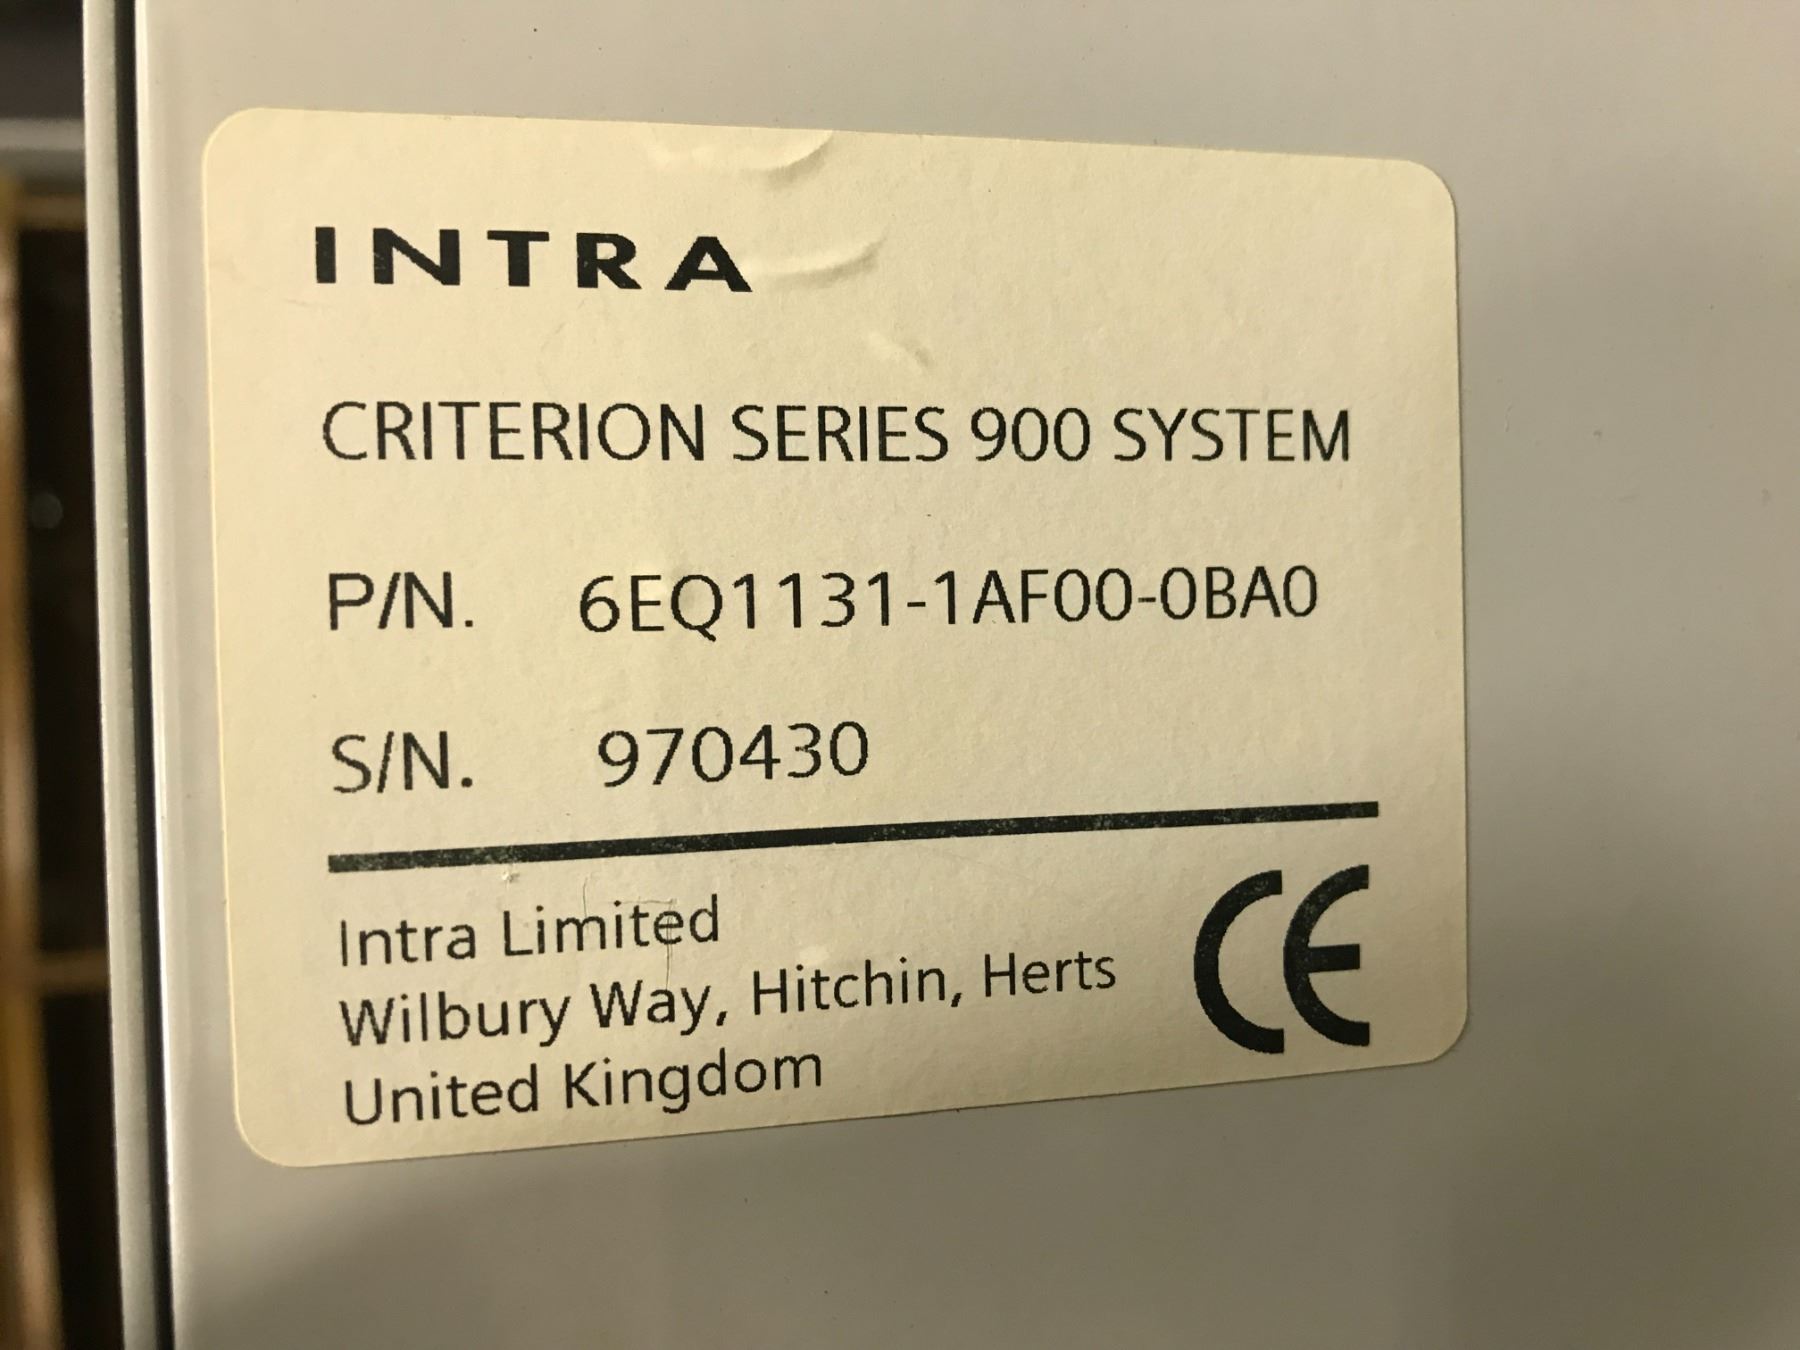 INTRA
CRITERION SERIES 900 SYSTEM
P/N. 6EQ1131-1AF00-0BA0
S/N. 970430
Intra Limited
Wilbury Way, Hitchin, Herts
United Kingdom
CE